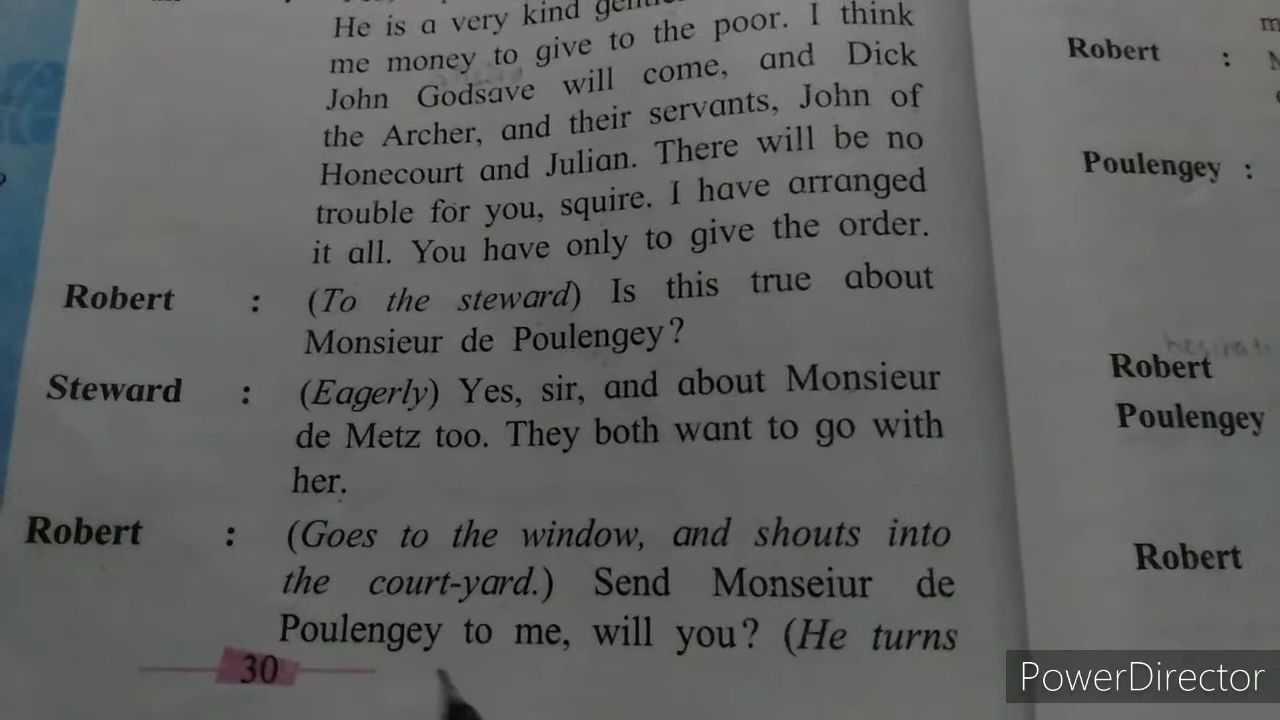 He is a very kind
me money to give to the poor. I think
John Godsave will come, and Dick
the Archer, and their servants, John of
Honecourt and Julian. There will be no
trouble for you, squire. I have arranged
it all. You have only to give the order.
Robert : (To the steward) Is this true about
Monsieur de Poulengey?
Steward : (Eagerly) Yes, sir, and about Monsieur
de Metz too. They both want to go with
her.
Robert : (Goes to the window, and shouts into
the court-yard.) Send Monseiur de
Poulengey to me, will you? (He turns
30
Robert :
Poulengey :
Robert
Poulengey
Robert
PowerDirector